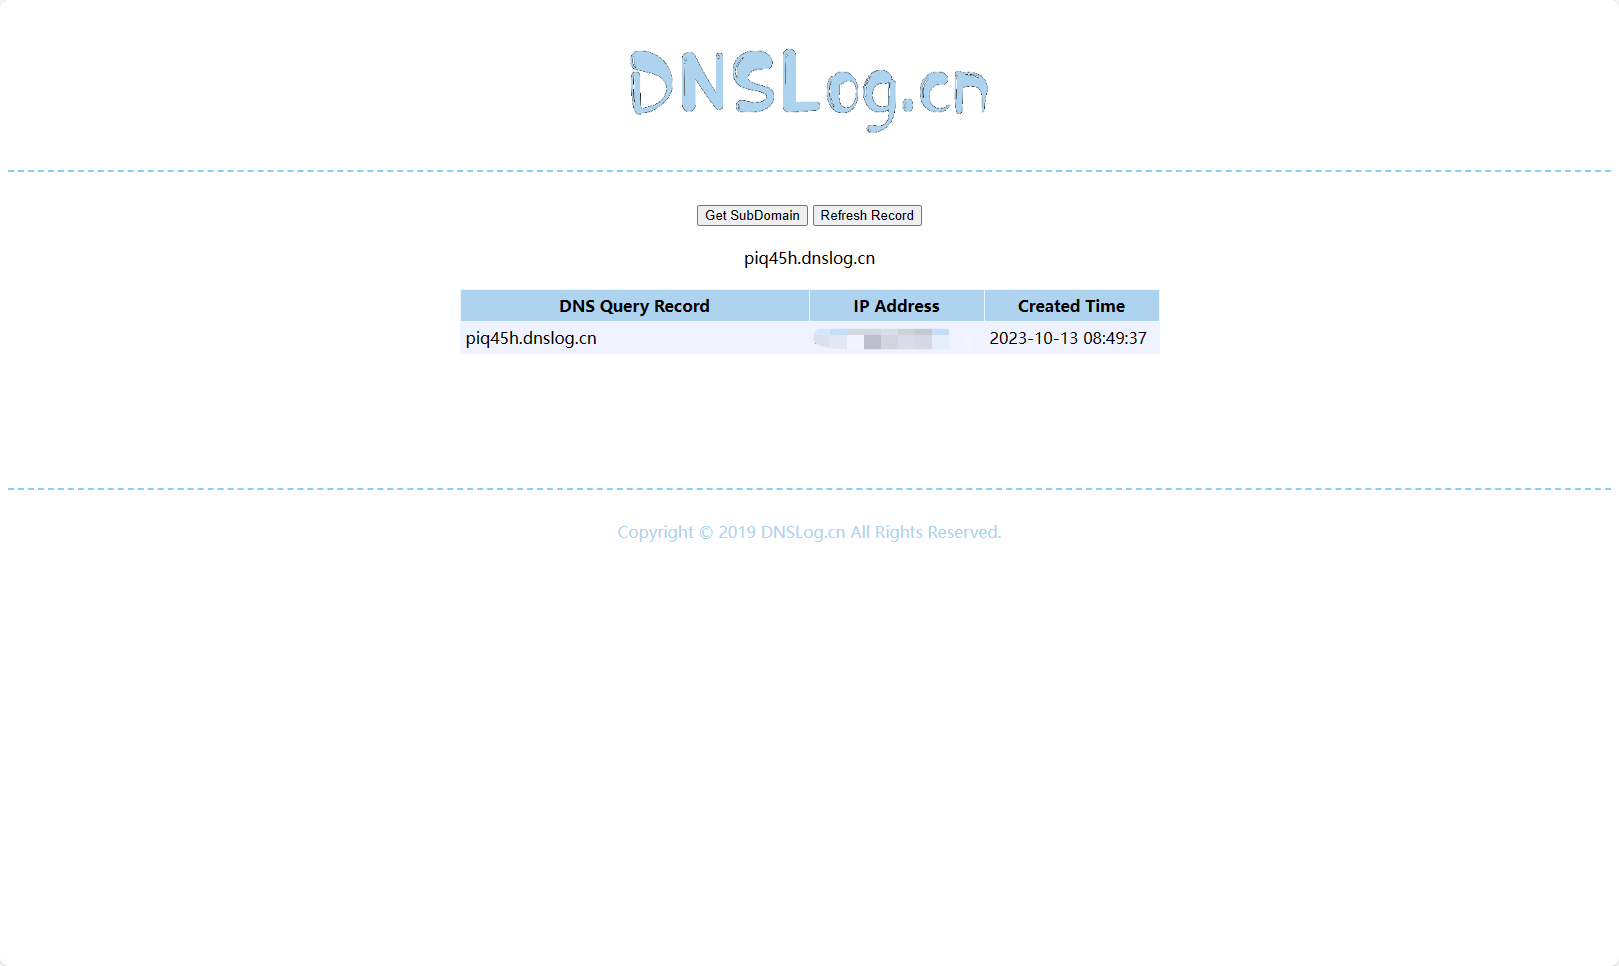 DNSLog.cn
Get SubDomain Refresh Record
piq45h.dnslog.cn
DNS Query Record IP Address Created Time
piq45h.dnslog.cn 2023-10-13 08:49:37
Copyright © 2019 DNSLog.cn All Rights Reserved.